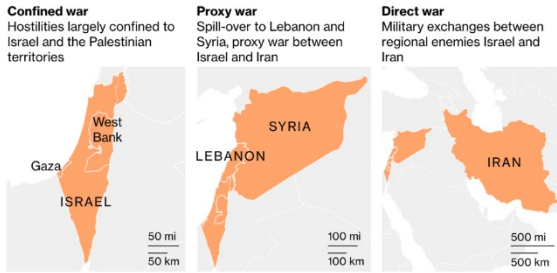 Confined war
Hostilities largely confined to
Israel and the Palestinian
territories
West
Bank
Gaza
ISRAEL
50 mi
50 km
Proxy war
Spill-over to Lebanon and
Syria, proxy war between
Israel and Iran
SYRIA
LEBANON
100 mi
100 km
Direct war
Military exchanges between
regional enemies Israel and
Iran
IRAN
500 mi
500 km